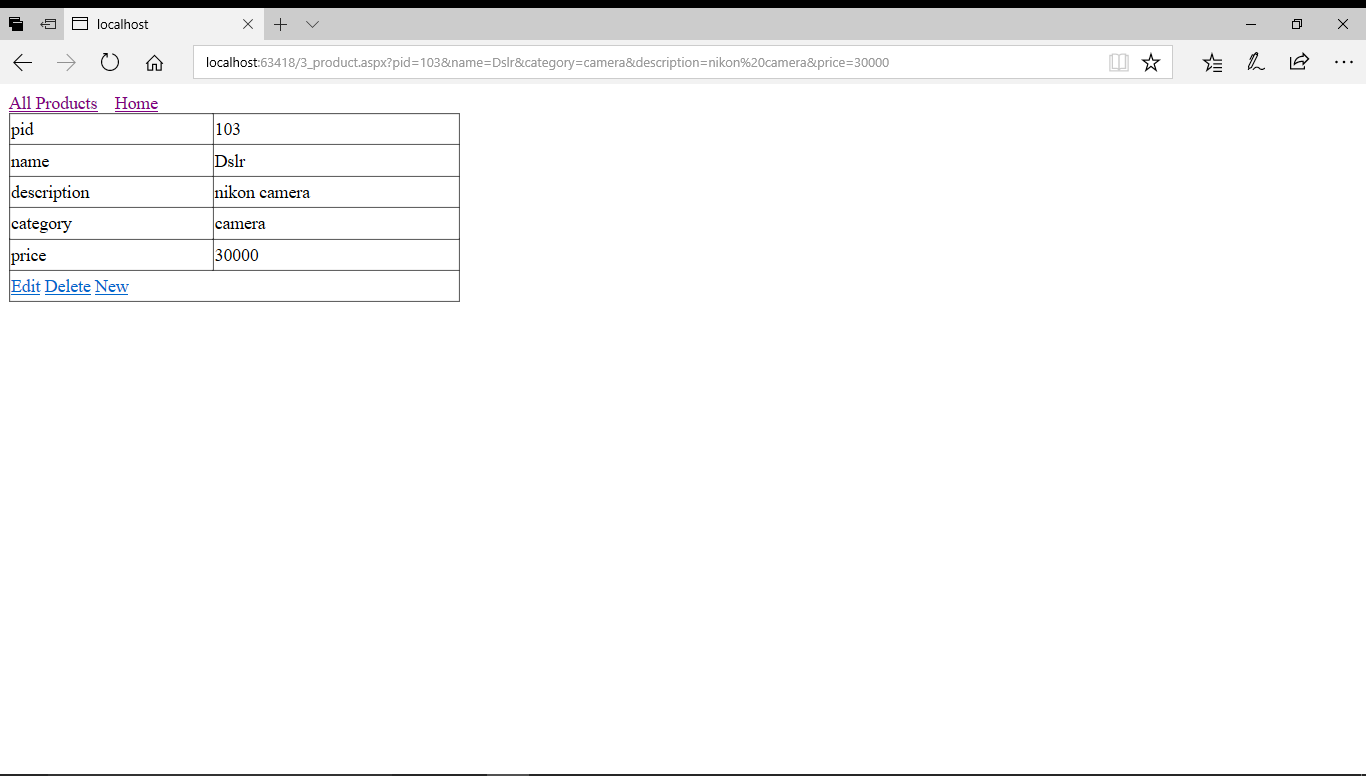 localhost
localhost:63418/3_product.aspx?pid=103&name=Dslr&category=camera&description=nikon%20camera&price=30000
All Products Home
pid 103
name Dslr
description nikon camera
category camera
price 30000
Edit Delete New